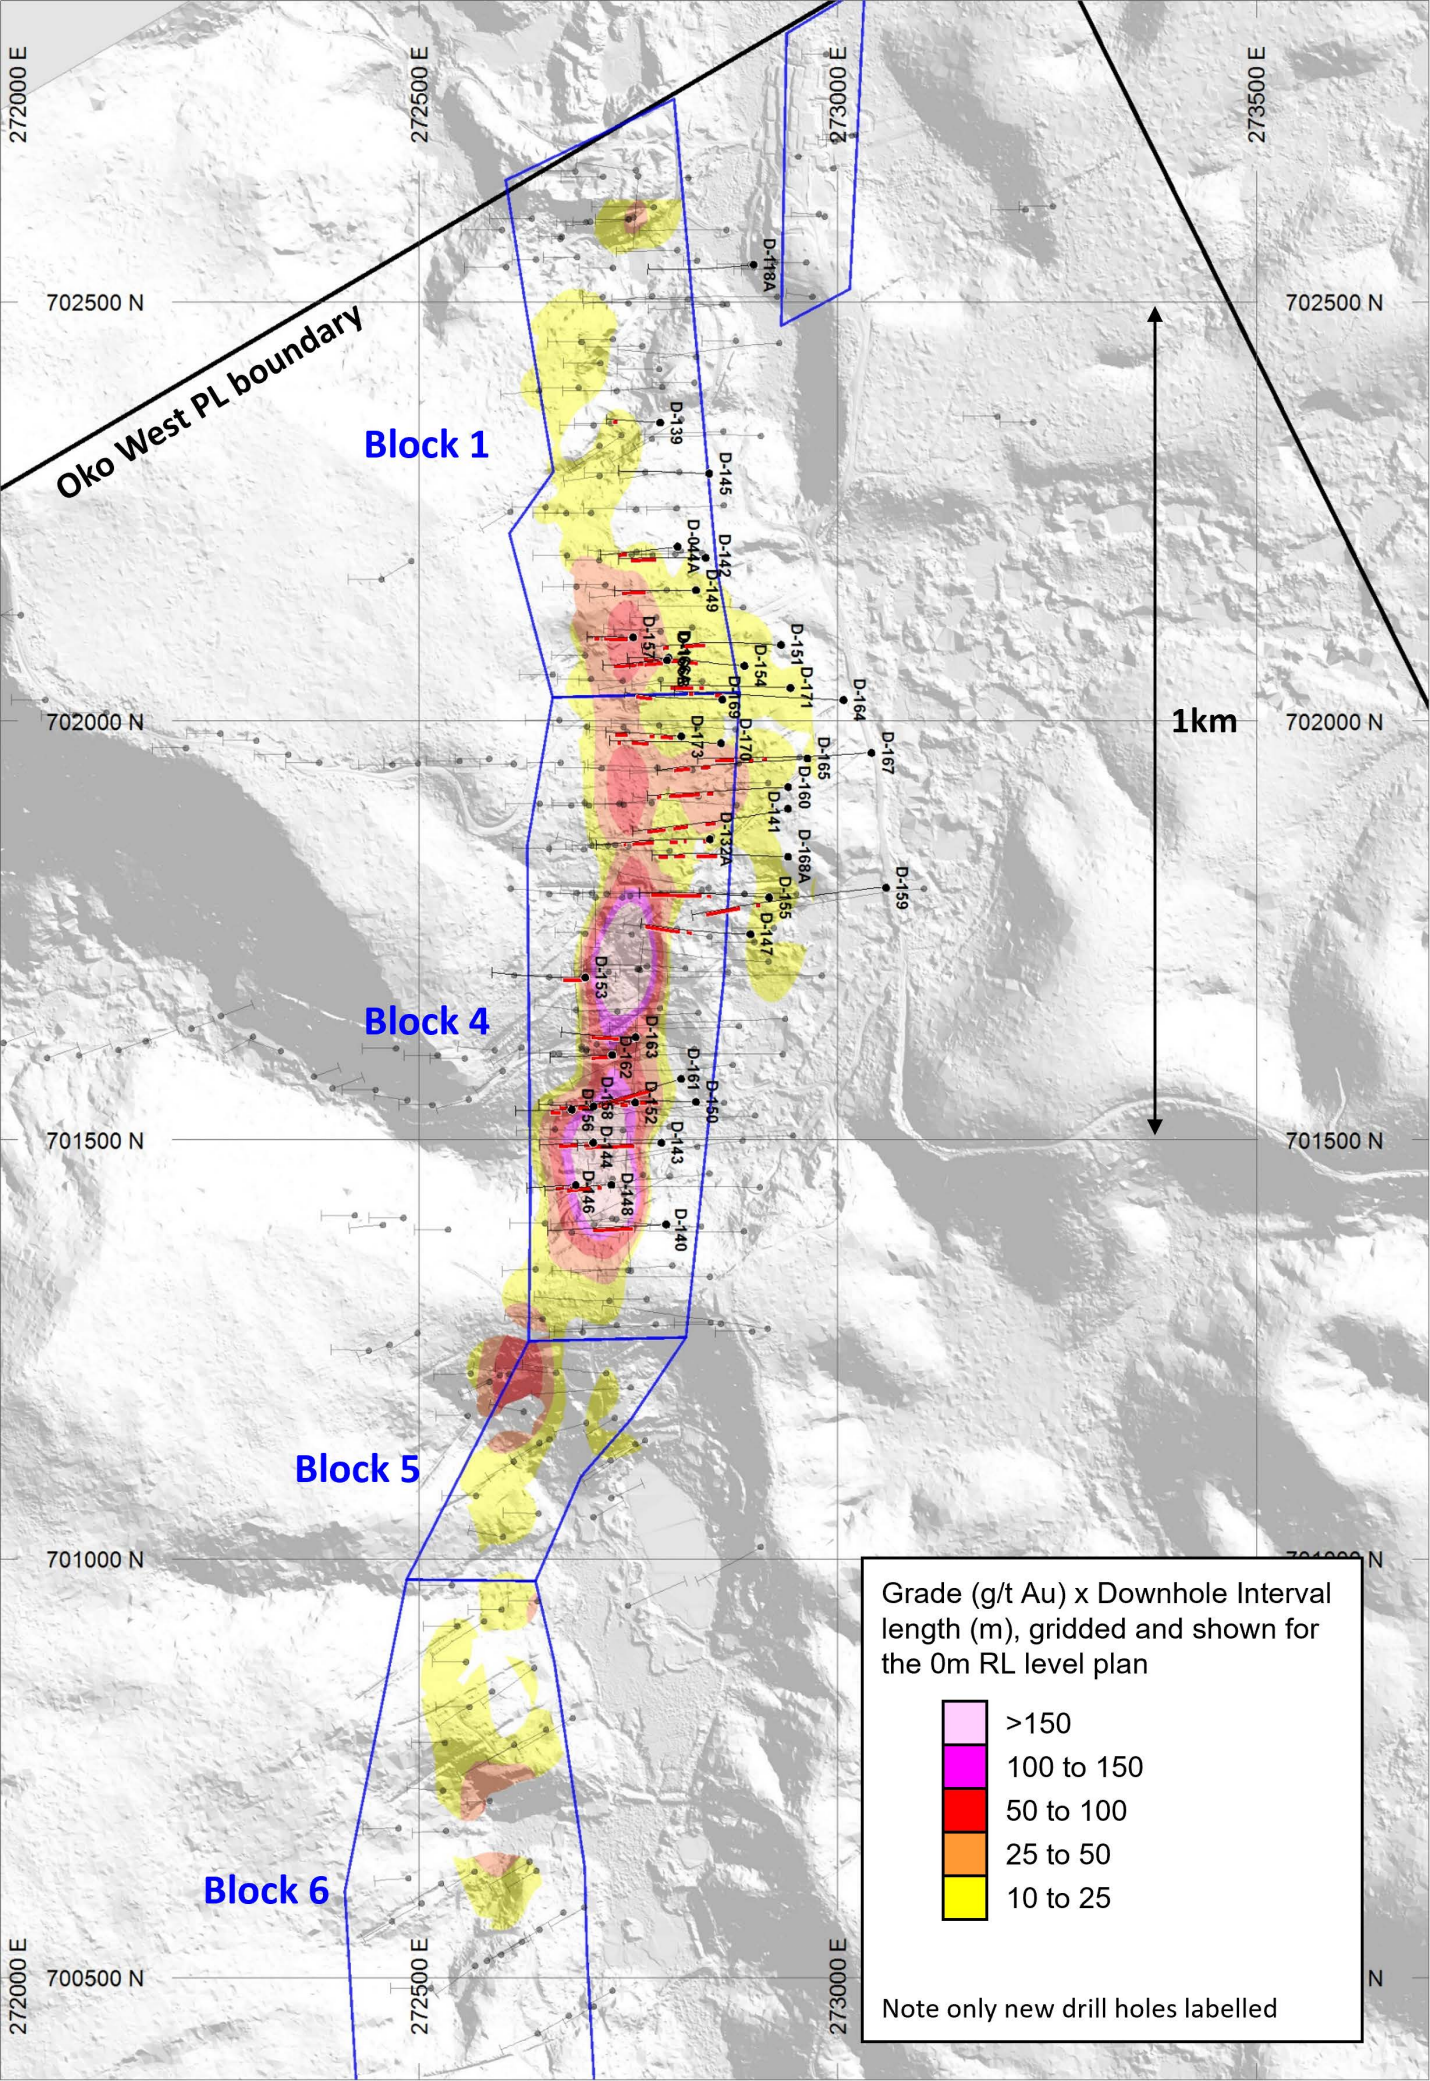 272000 E
272500 E
273000 E
273500 E
D-118A
702500 N
702500 N
Oko West PL boundary
D-139
Block 1
D-145
D-044A
D-142
D-149
D-157
D-151
D-154
D-171
D-169
D-164
702000 N
1km
702000 N
D-173
D-170
D-165
D-167
D-160
D-141
D-132A
D-168A
D-159
D-155
D-147
D-153
Block 4
D-163
D-162
D-161
D-158
D-152
D-150
D-156
701500 N
D-144
D-143
701500 N
D-146
D-148
D-140
Block 5
701000 N
N
Grade (g/t Au) x Downhole Interval
length (m), gridded and shown for
the 0m RL level plan
>150
100 to 150
50 to 100
25 to 50
10 to 25
Block 6
700500 N
N
272000 E
272500 E
273000 E
Note only new drill holes labelled